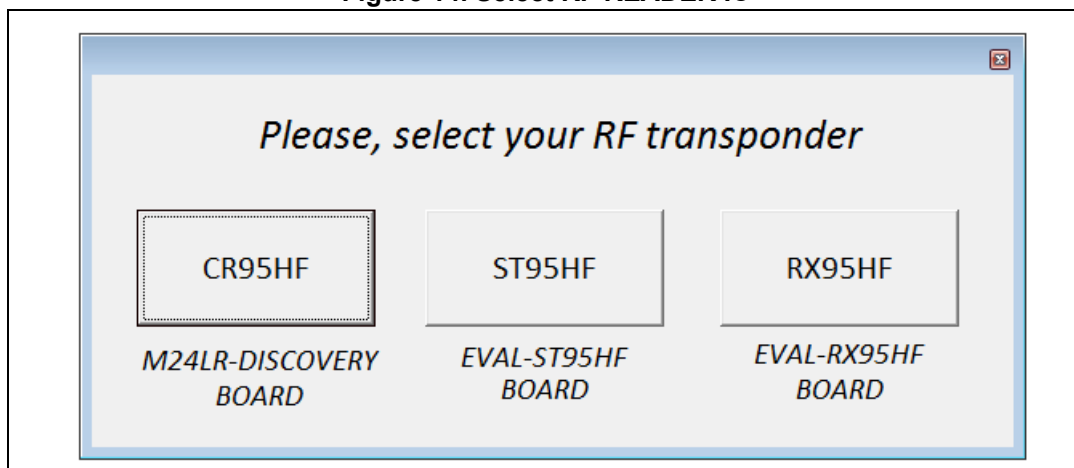 Please, select your RF transponder
CR95HF
ST95HF
RX95HF
M24LR-DISCOVERY
BOARD
EVAL-ST95HF
BOARD
EVAL-RX95HF
BOARD